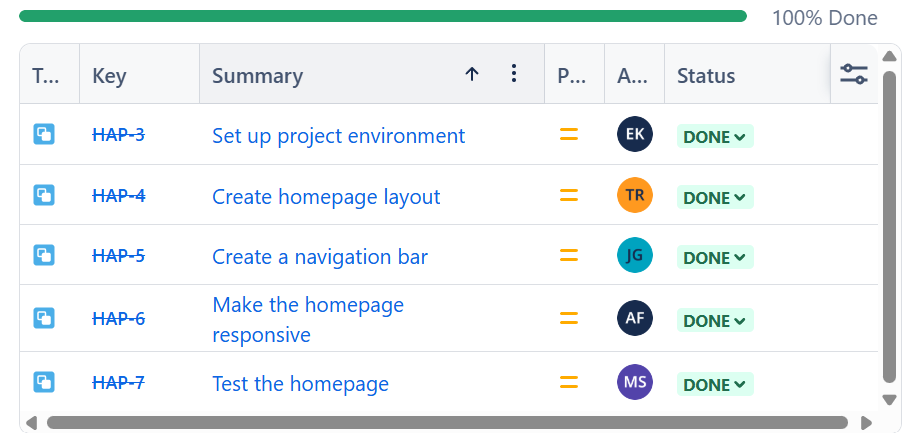 100% Done
T... Key Summary P... A... Status
HAP-3 Set up project environment EK DONE
HAP-4 Create homepage layout TR DONE
HAP-5 Create a navigation bar JG DONE
HAP-6 Make the homepage responsive AF DONE
HAP-7 Test the homepage MS DONE